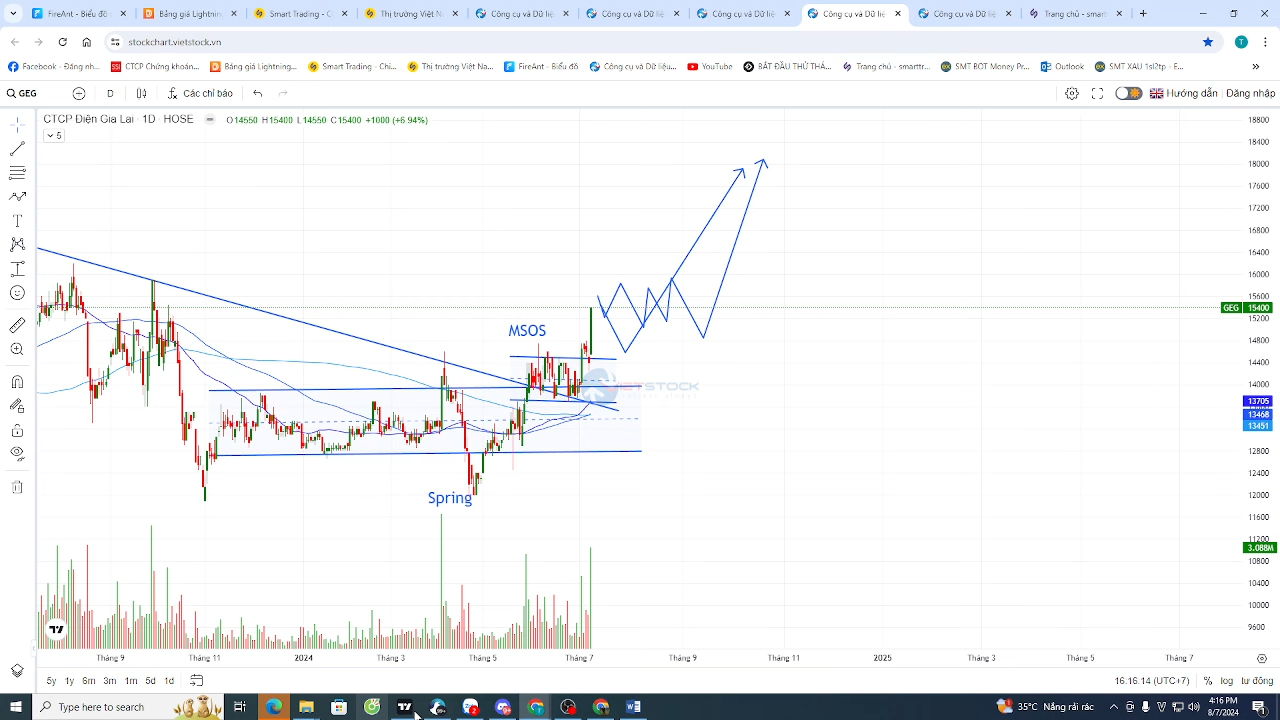 FireAnt - Biểu đồ
Bảng giá Lightnin
Smart Trading - C
Thị trường Việt N
Công cụ và Dữ liệ
Công cụ và Dữ liệ
Công cụ và Dữ liệ
Công cụ và Dữ liệ
Công cụ và Dữ liệ
Trang chủ - smart
stockchart.vietstock.vn
T
Facebook - Đăng nh...
CTCP Chứng khoán...
Bảng giá Lightning...
Smart Trading - Chi...
Thị trường Việt Na...
FireAnt - Biểu đồ...
Công cụ và Dữ liệu...
YouTube
BẮT ĐẦU THỬ THÁ...
Trang chủ - smarttr...
SMT BOT Money Pr...
Outlook
SMT XAU 1sl2tp - E...
GEG
D
Các chỉ báo
Hướng dẫn
Đăng nhập
CTCP Điện Gia Lai · 1D · HOSE
O14550 H15400 L14550 C15400 +1000 (+6.94%)
5
MSOS
Spring
18800
18400
18000
17600
17200
16800
16400
16000
15600
GEG 15400
15200
14800
14400
14000
13705
13468
13451
12800
12400
12000
11600
11200
3.088M
10800
10400
10000
9600
Tháng 9
Tháng 11
2024
Tháng 3
Tháng 5
Tháng 7
Tháng 9
Tháng 11
2025
Tháng 3
Tháng 5
Tháng 7
5y 1y 6m 3m 1m 5d 1d
16:16:14 (UTC+7)
% log tự động
Type here to search
35°C Nắng rải rác
4:16 PM
8/7/2024